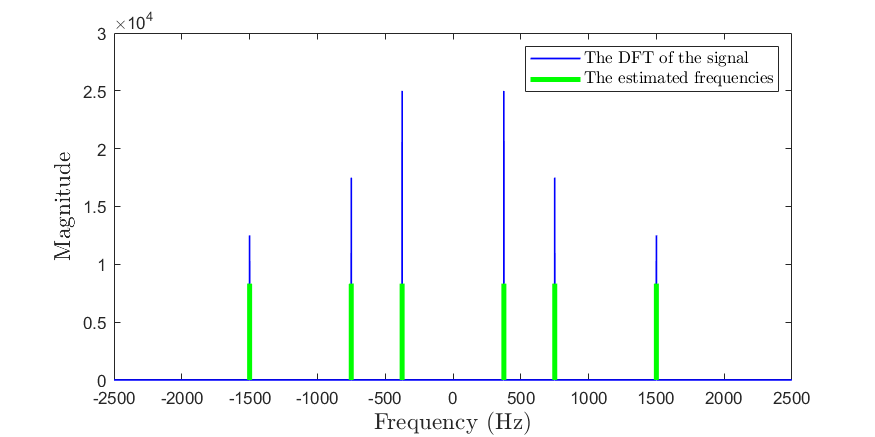 ×10^4
3
2.5
2
1.5
1
0.5
0
Magnitude
The DFT of the signal
The estimated frequencies
-2500 -2000 -1500 -1000 -500 0 500 1000 1500 2000 2500
Frequency (Hz)